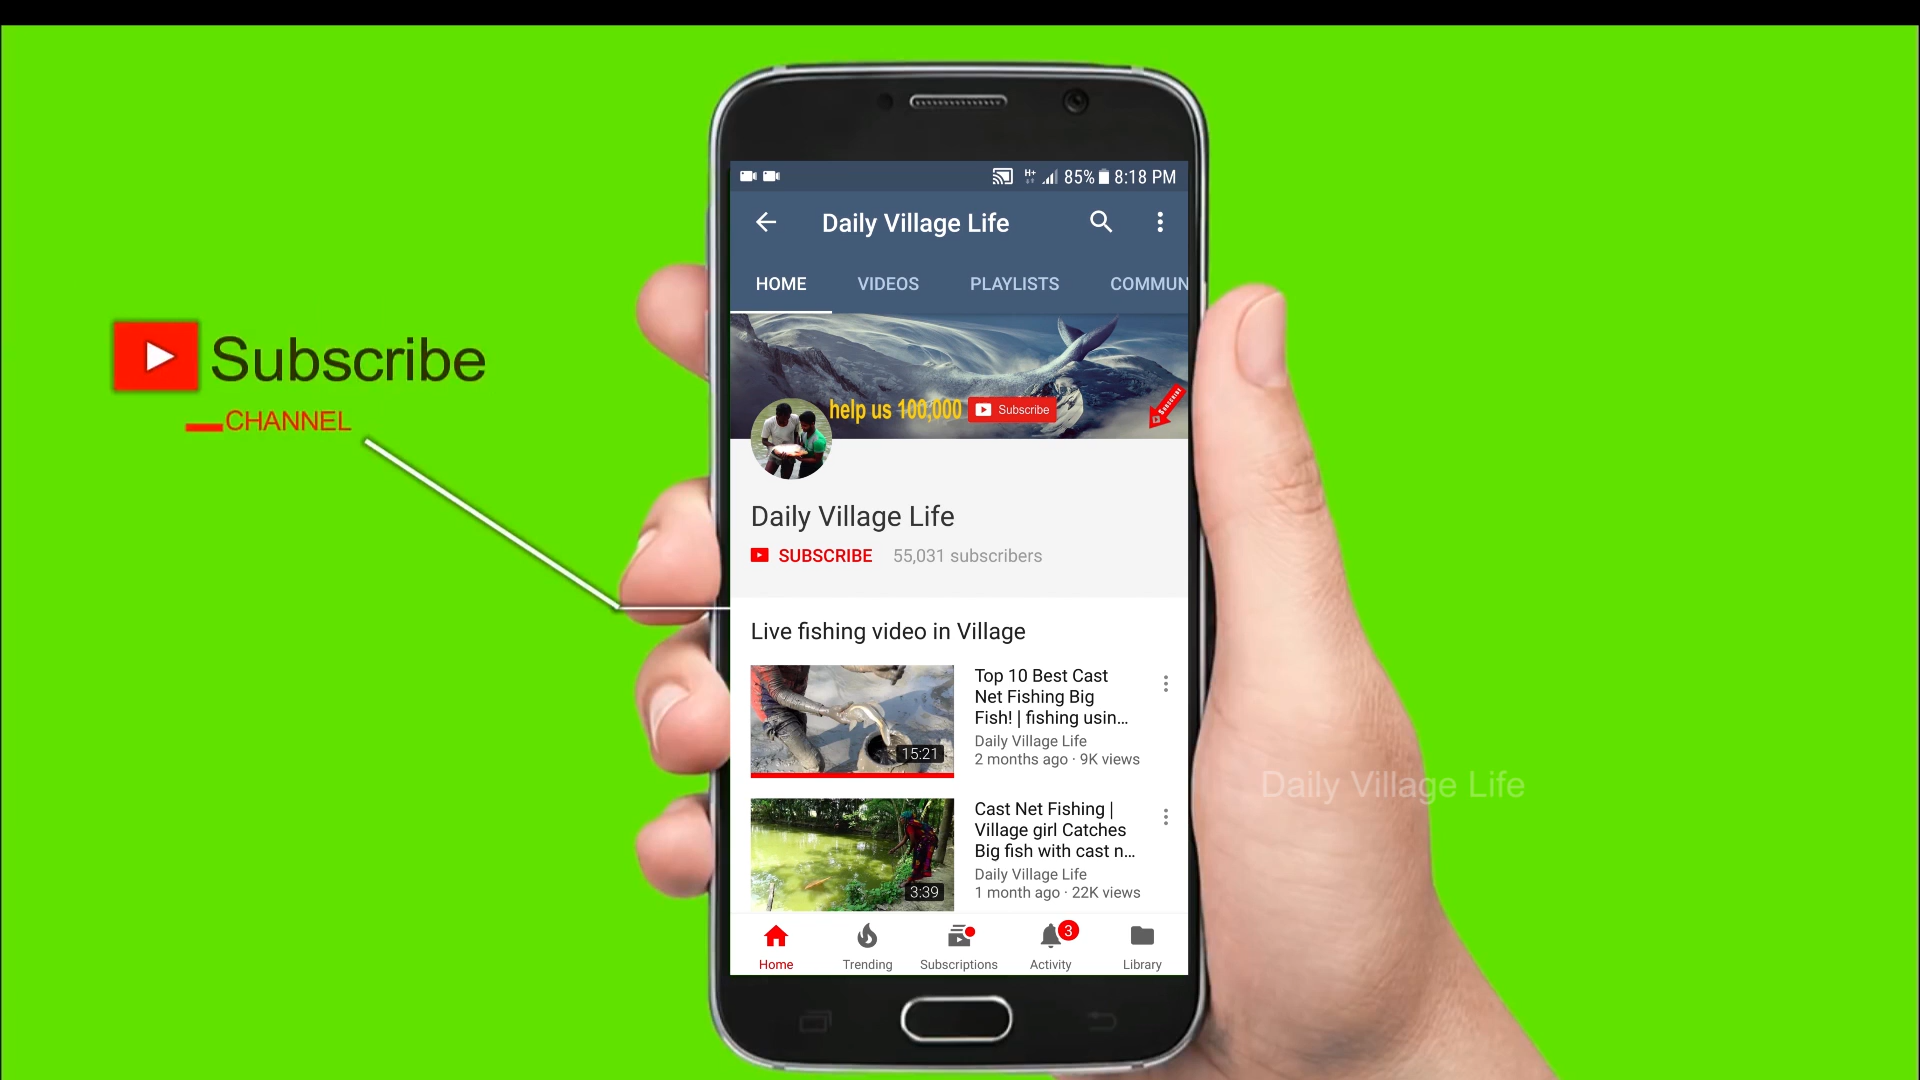 H+ 85% 8:18 PM
Daily Village Life
HOME VIDEOS PLAYLISTS COMMUN
Subscribe
CHANNEL
help us 100,000 Subscribe
SUBSCRIBE
Daily Village Life
SUBSCRIBE 55,031 subscribers
Live fishing video in Village
Top 10 Best Cast
Net Fishing Big
Fish! | fishing usin...
Daily Village Life
2 months ago · 9K views
15:21
Daily Village Life
Cast Net Fishing |
Village girl Catches
Big fish with cast n...
Daily Village Life
1 month ago · 22K views
3:39
3
Home Trending Subscriptions Activity Library